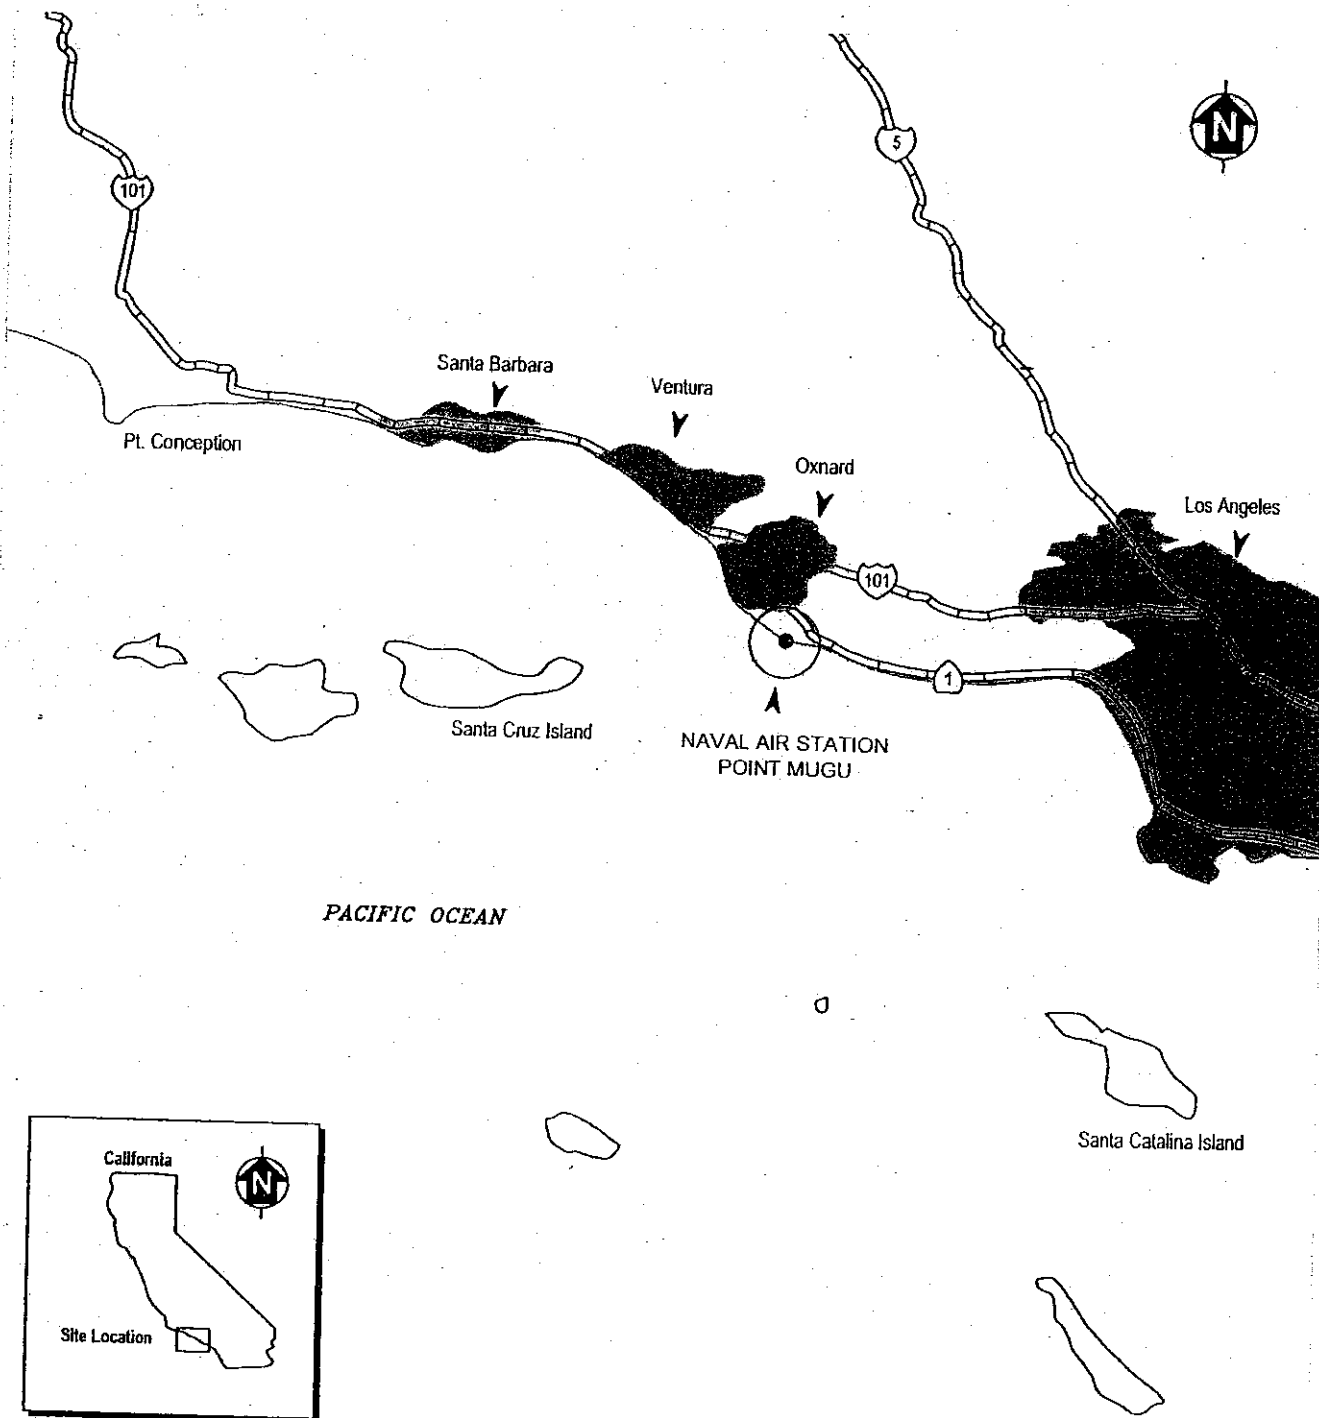 N
5
101
Santa Barbara
Ventura
Pt. Conception
Oxnard
Los Angeles
101
1
Santa Cruz Island
NAVAL AIR STATION
POINT MUGU
PACIFIC OCEAN
Santa Catalina Island
California
N
Site Location